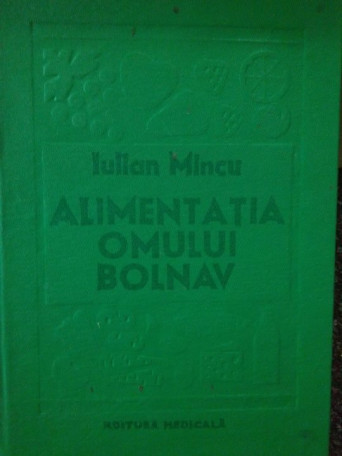 Iulian Mincu
ALIMENTAȚIA
OMULUI
BOLNAV
EDITURA MEDICALĂ